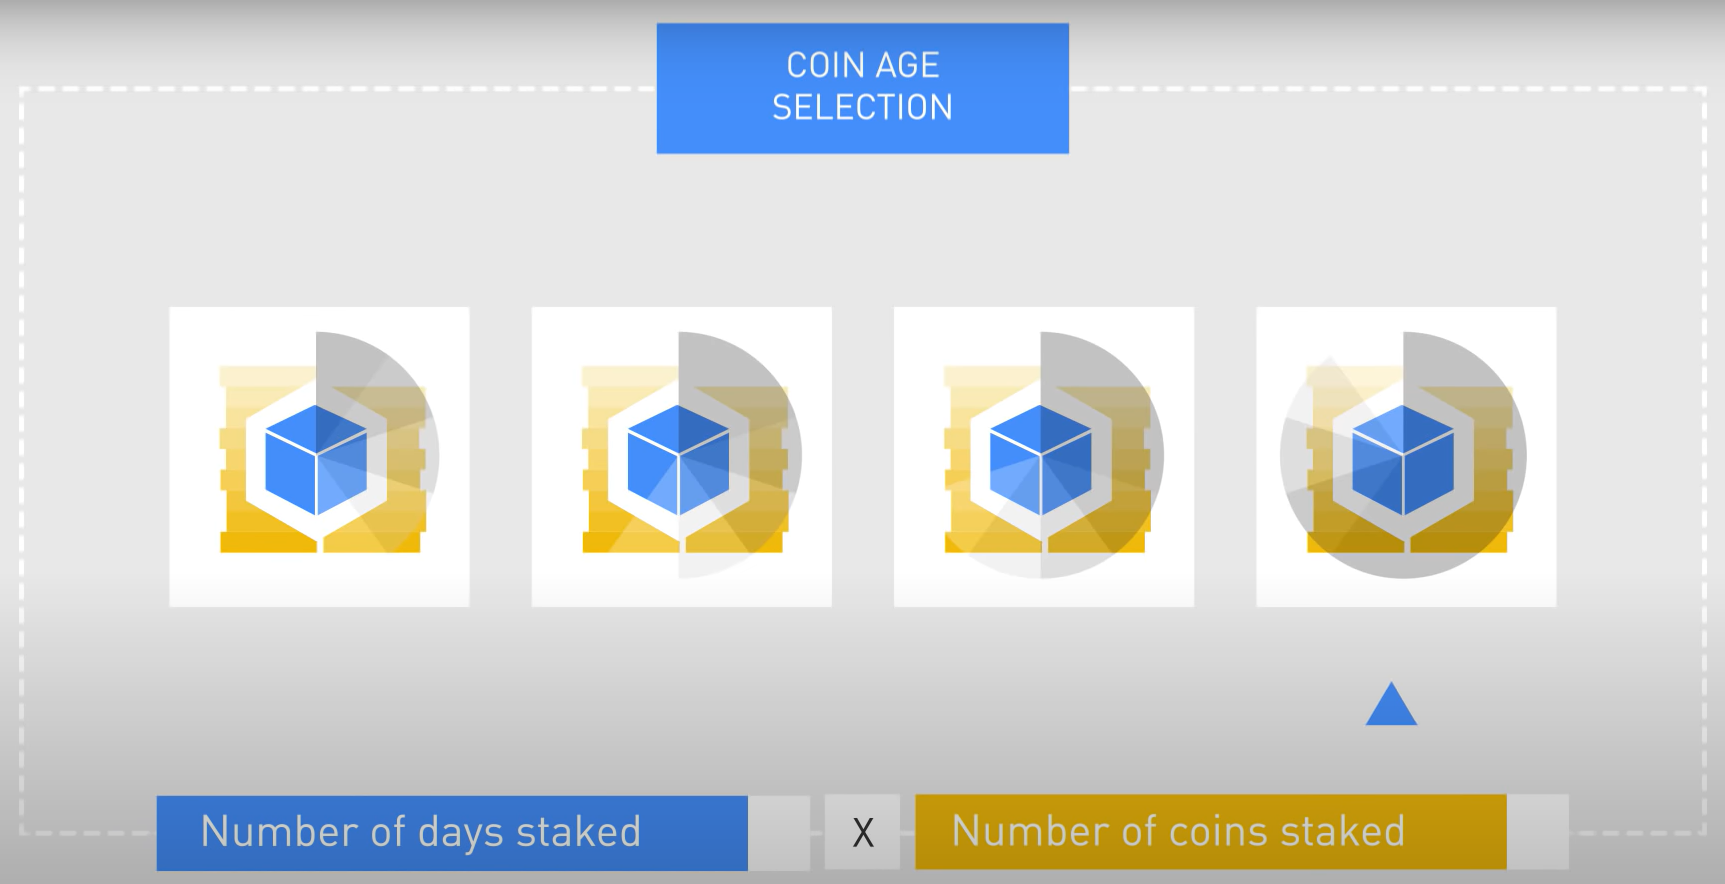 COIN AGE
SELECTION
Number of days staked
X
Number of coins staked